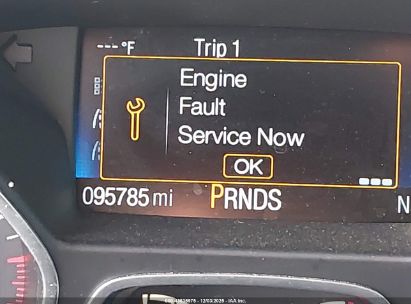 ---°F Trip 1
Engine
Fault
Service Now
OK
095785 mi PRNDS N